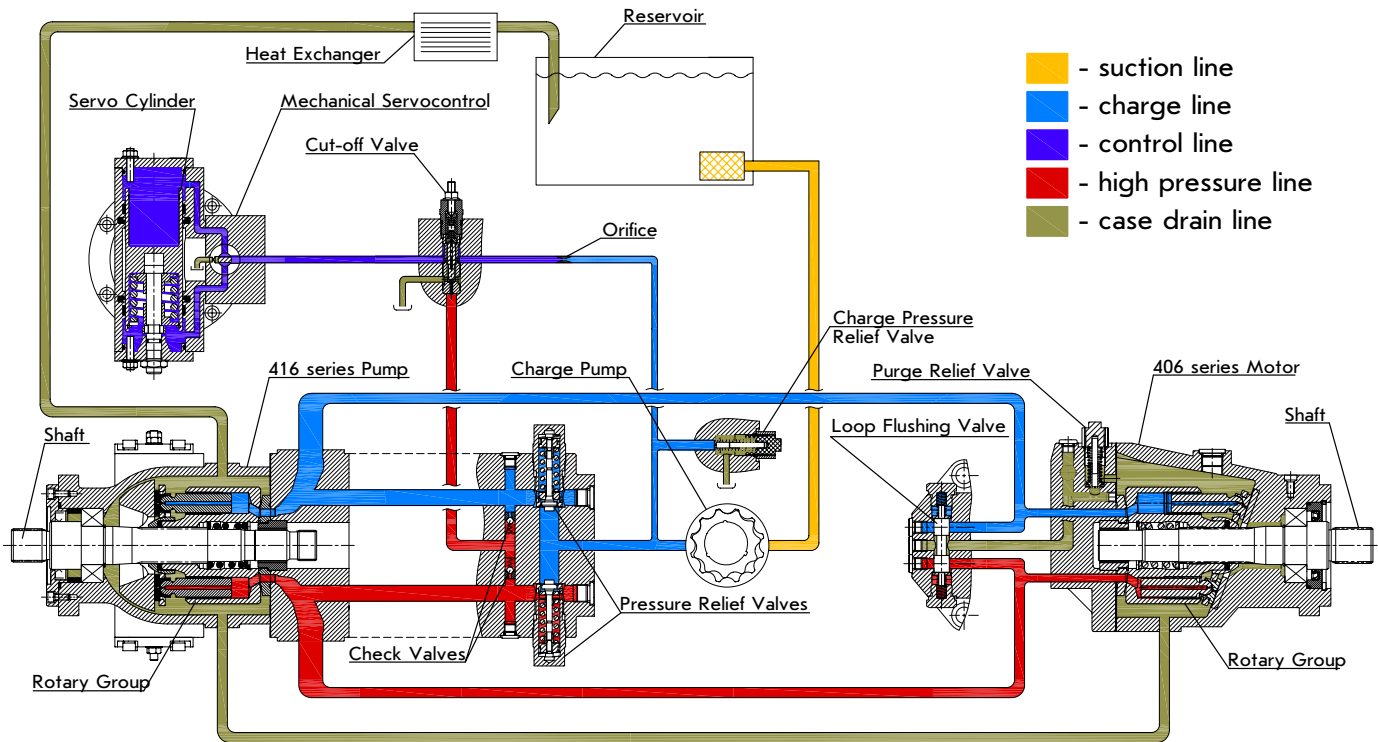 Reservoir
Heat Exchanger
- suction line
- charge line
- control line
- high pressure line
- case drain line
Servo Cylinder
Mechanical Servocontrol
Cut-off Valve
Orifice
Charge Pressure
Relief Valve
416 series Pump
Charge Pump
Purge Relief Valve
406 series Motor
Shaft
Loop Flushing Valve
Shaft
Pressure Relief Valves
Check Valves
Rotary Group
Rotary Group